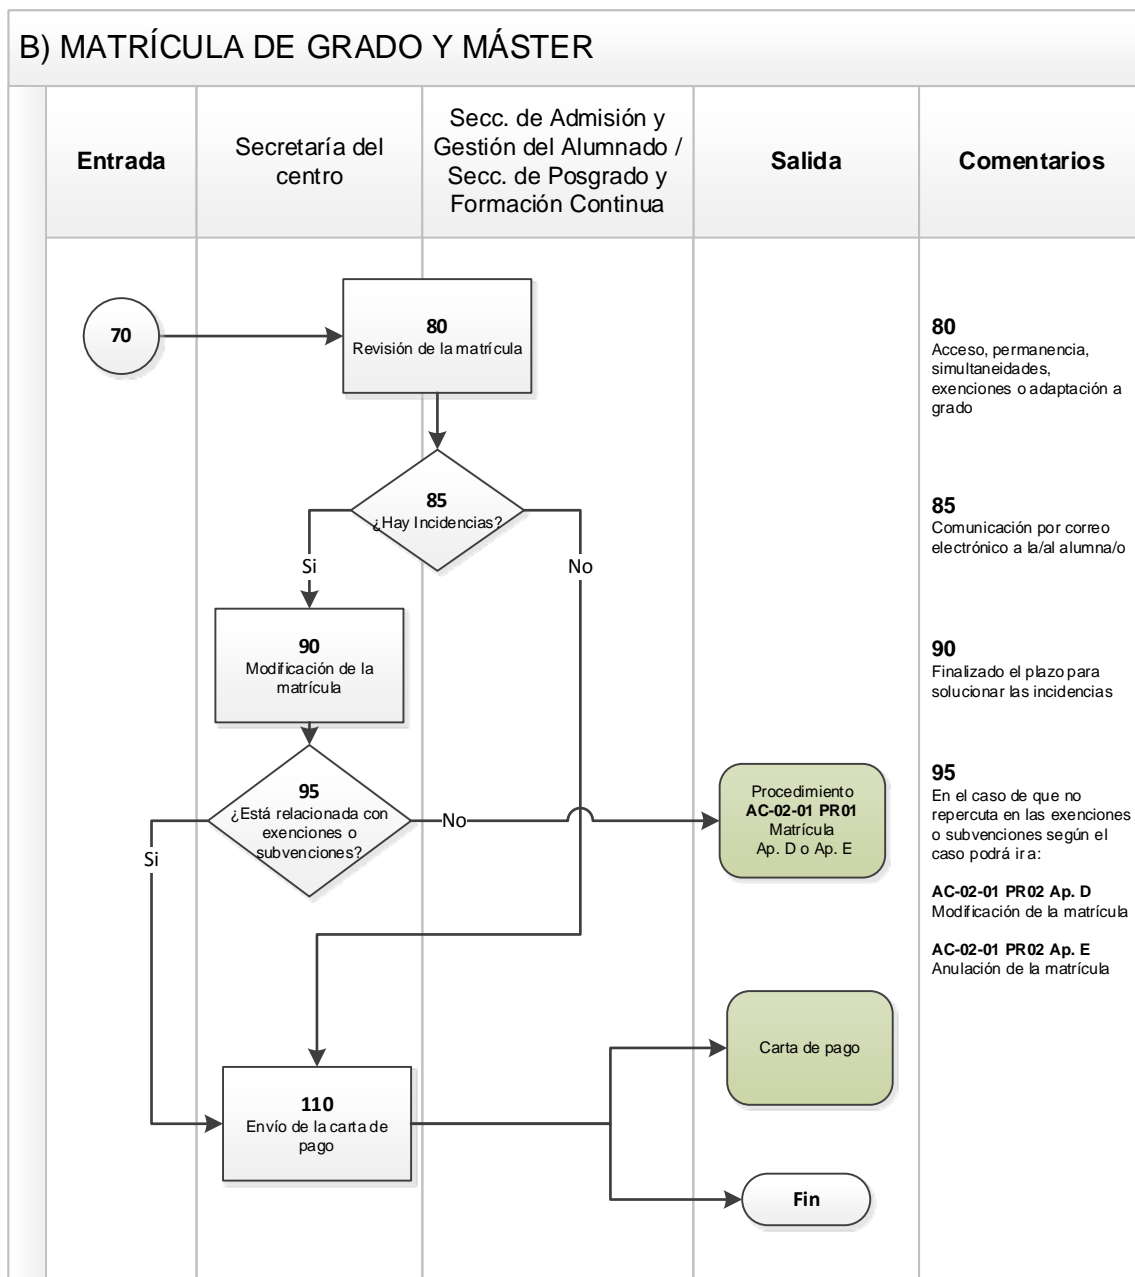 B) MATRÍCULA DE GRADO Y MÁSTER
Entrada
Secretaría del
centro
Secc. de Admisión y
Gestión del Alumnado /
Secc. de Posgrado y
Formación Continua
Salida
Comentarios
70
80
Revisión de la matrícula
85
¿Hay Incidencias?
Si
No
90
Modificación de la
matrícula
95
¿Está relacionada con
exenciones o
subvenciones?
Si
No
Procedimiento
AC-02-01 PR01
Matrícula
Ap. D o Ap. E
110
Envío de la carta de
pago
Carta de pago
Fin
80
Acceso, permanencia,
simultaneidades,
exenciones o adaptación a
grado
85
Comunicación por correo
electrónico a la/al alumna/o
90
Finalizado el plazo para
solucionar las incidencias
95
En el caso de que no
repercuta en las exenciones
o subvenciones según el
caso podrá ir a:
AC-02-01 PR02 Ap. D
Modificación de la matrícula
AC-02-01 PR02 Ap. E
Anulación de la matrícula